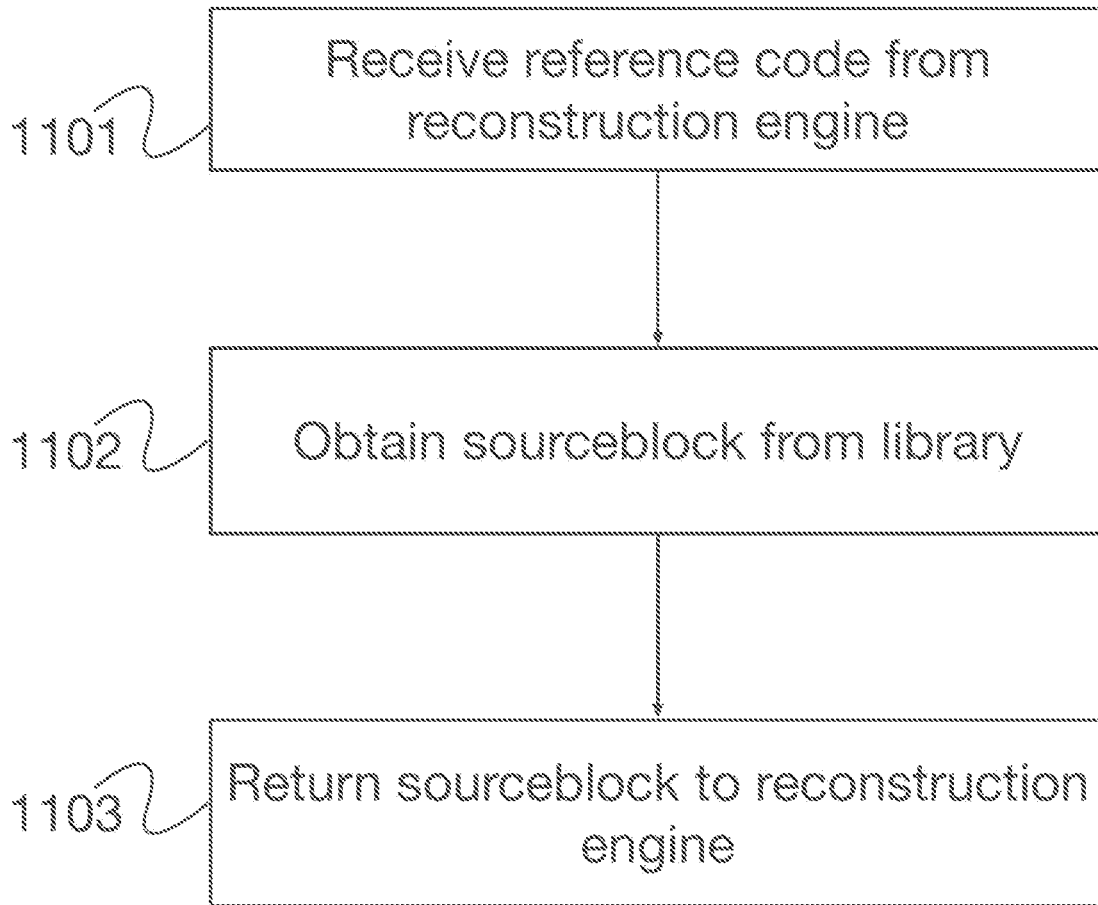 Receive reference code from
reconstruction engine
1101
Obtain sourceblock from library
1102
Return sourceblock to reconstruction
engine
1103